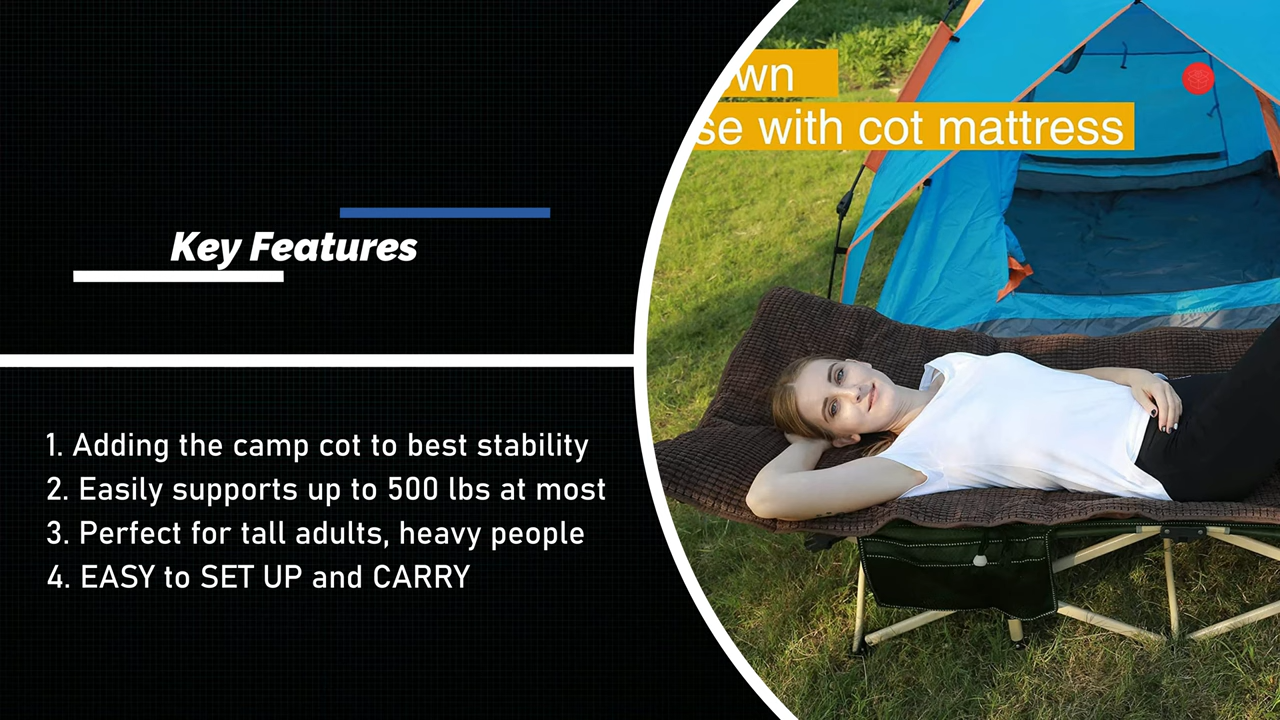 Key Features
1. Adding the camp cot to best stability
2. Easily supports up to 500 lbs at most
3. Perfect for tall adults, heavy people
4. EASY to SET UP and CARRY
wn
se with cot mattress